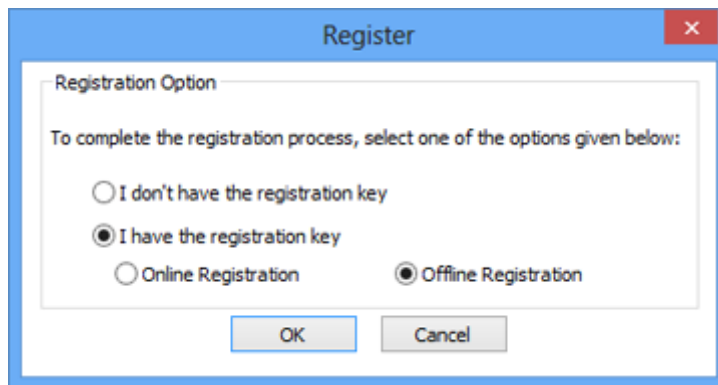 Register
Registration Option
To complete the registration process, select one of the options given below:
I don't have the registration key
I have the registration key
Online Registration Offline Registration
OK Cancel